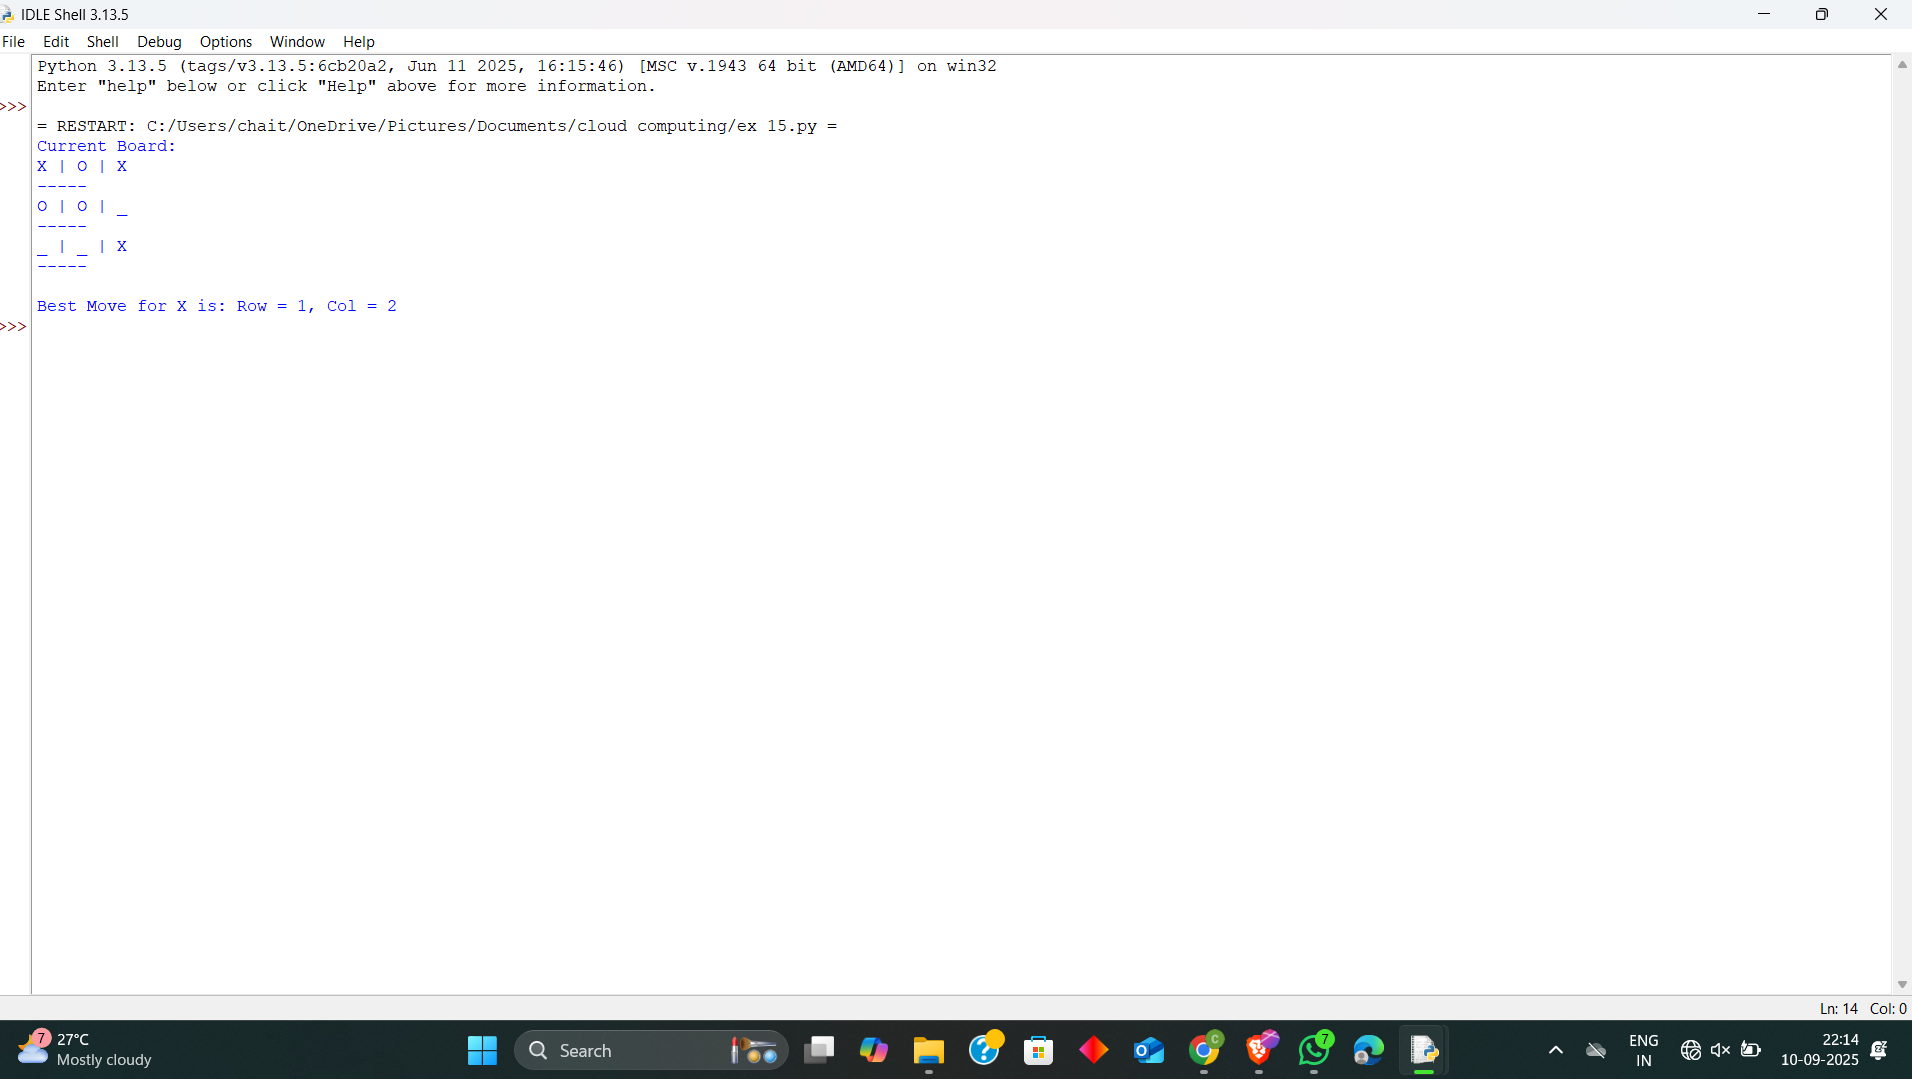 IDLE Shell 3.13.5
File Edit Shell Debug Options Window Help
Python 3.13.5 (tags/v3.13.5:6cb20a2, Jun 11 2025, 16:15:46) [MSC v.1943 64 bit (AMD64)] on win32
Enter "help" below or click "Help" above for more information.
>>>
= RESTART: C:/Users/chait/OneDrive/Pictures/Documents/cloud computing/ex 15.py =
Current Board:
X | O | X
-----
O | O | _
-----
_ | _ | X
-----
Best Move for X is: Row = 1, Col = 2
>>>
Ln: 14 Col: 0
7
27°C
Mostly cloudy
Search
C
7
ENG
IN
22:14
10-09-2025